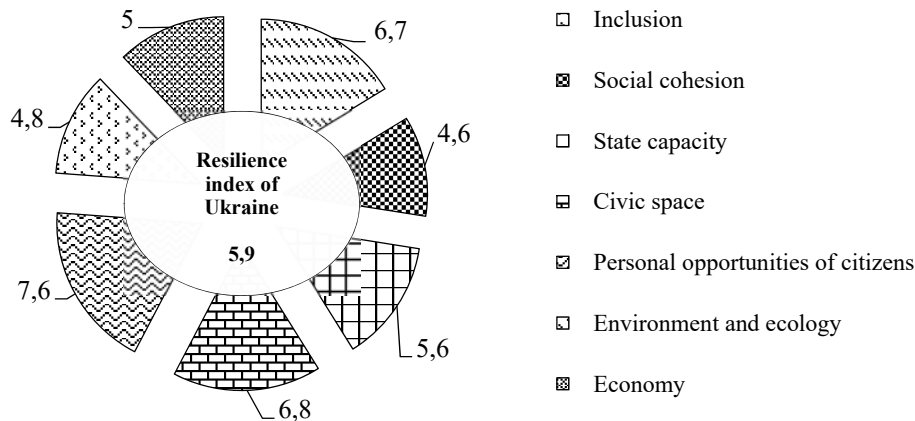 5
6,7
4,8
4,6
Resilience
index of
Ukraine
5,9
7,6
5,6
6,8
Inclusion
Social cohesion
State capacity
Civic space
Personal opportunities of citizens
Environment and ecology
Economy